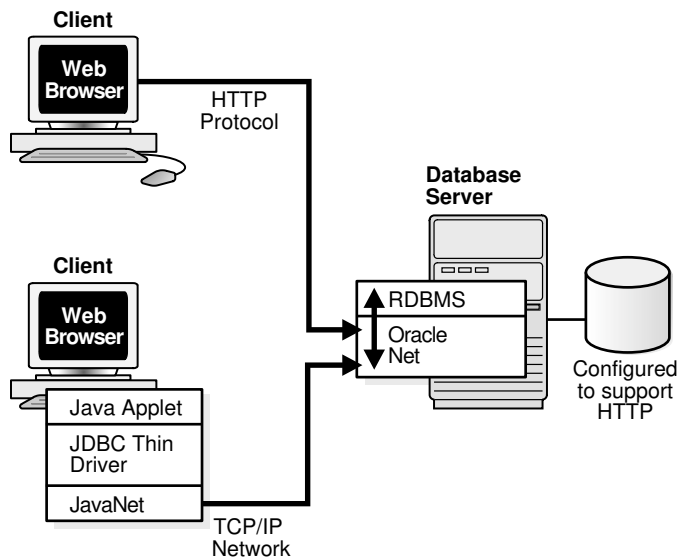 Client
Web
Browser
HTTP
Protocol
Database
Server
Client
Web
Browser
RDBMS
Oracle
Net
Configured
to support
HTTP
Java Applet
JDBC Thin
Driver
JavaNet
TCP/IP
Network